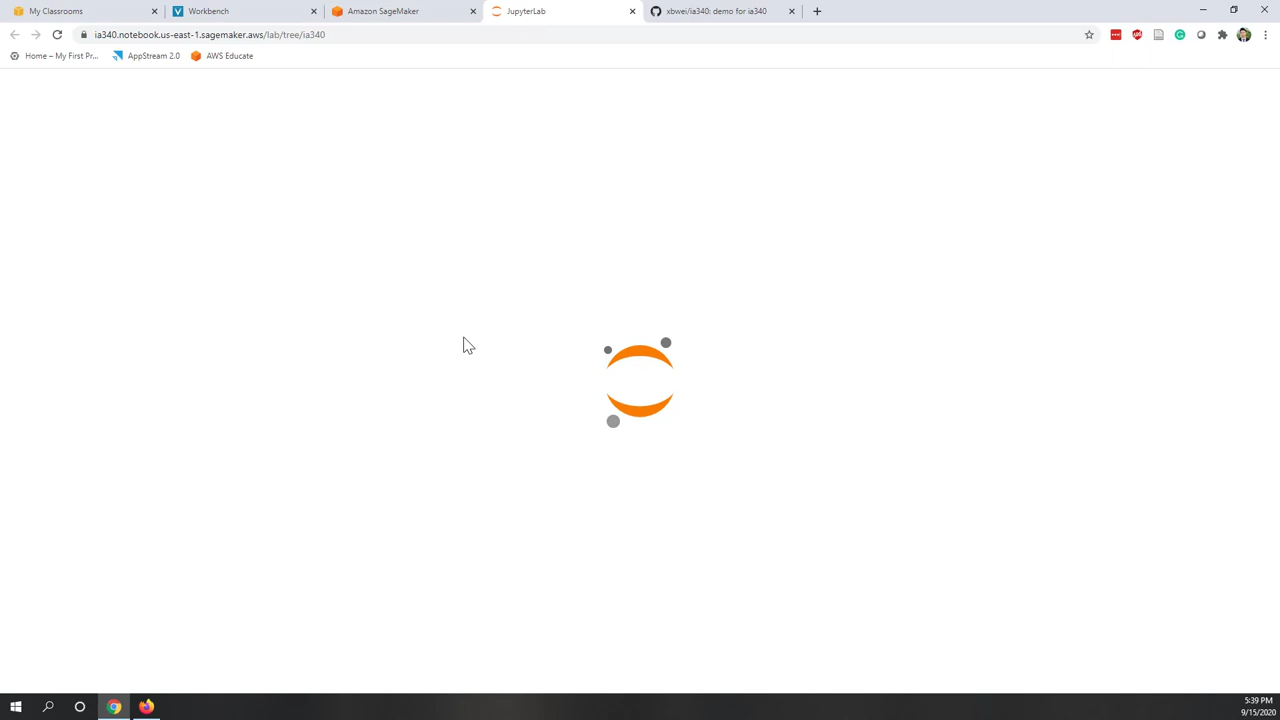 My Classrooms
Workbench
Amazon SageMaker
JupyterLab
xbwei/ia340: demo for ia340
ia340.notebook.us-east-1.sagemaker.aws/lab/tree/ia340
Home – My First Pr...
AppStream 2.0
AWS Educate
5:39 PM
9/15/2020